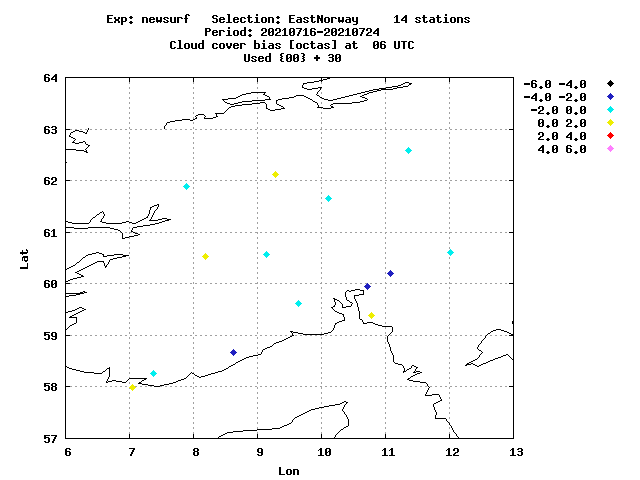 Exp: newsurf   Selection: EastNorway     14 stations
Period: 20210716-20210724
Cloud cover bias [octas] at  06 UTC
Used {00} + 30
-6.0 -4.0
-4.0 -2.0
-2.0 0.0
0.0 2.0
2.0 4.0
4.0 6.0
64
63
62
61
60
59
58
57
Lat
6 7 8 9 10 11 12 13
Lon